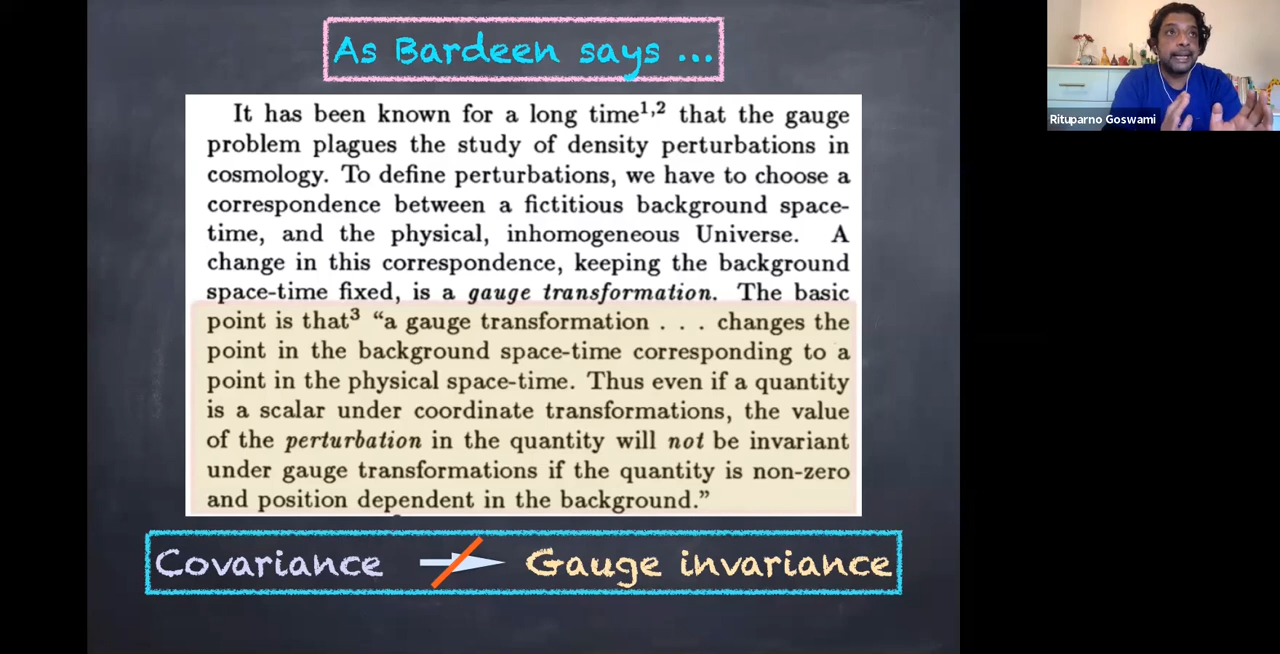 As Bardeen says ...
It has been known for a long time1,2 that the gauge
problem plagues the study of density perturbations in
cosmology. To define perturbations, we have to choose a
correspondence between a fictitious background space-
time, and the physical, inhomogeneous Universe. A
change in this correspondence, keeping the background
space-time fixed, is a gauge transformation. The basic
point is that3 “a gauge transformation . . . changes the
point in the background space-time corresponding to a
point in the physical space-time. Thus even if a quantity
is a scalar under coordinate transformations, the value
of the perturbation in the quantity will not be invariant
under gauge transformations if the quantity is non-zero
and position dependent in the background.”
Covariance Gauge invariance
Rituparno Goswami